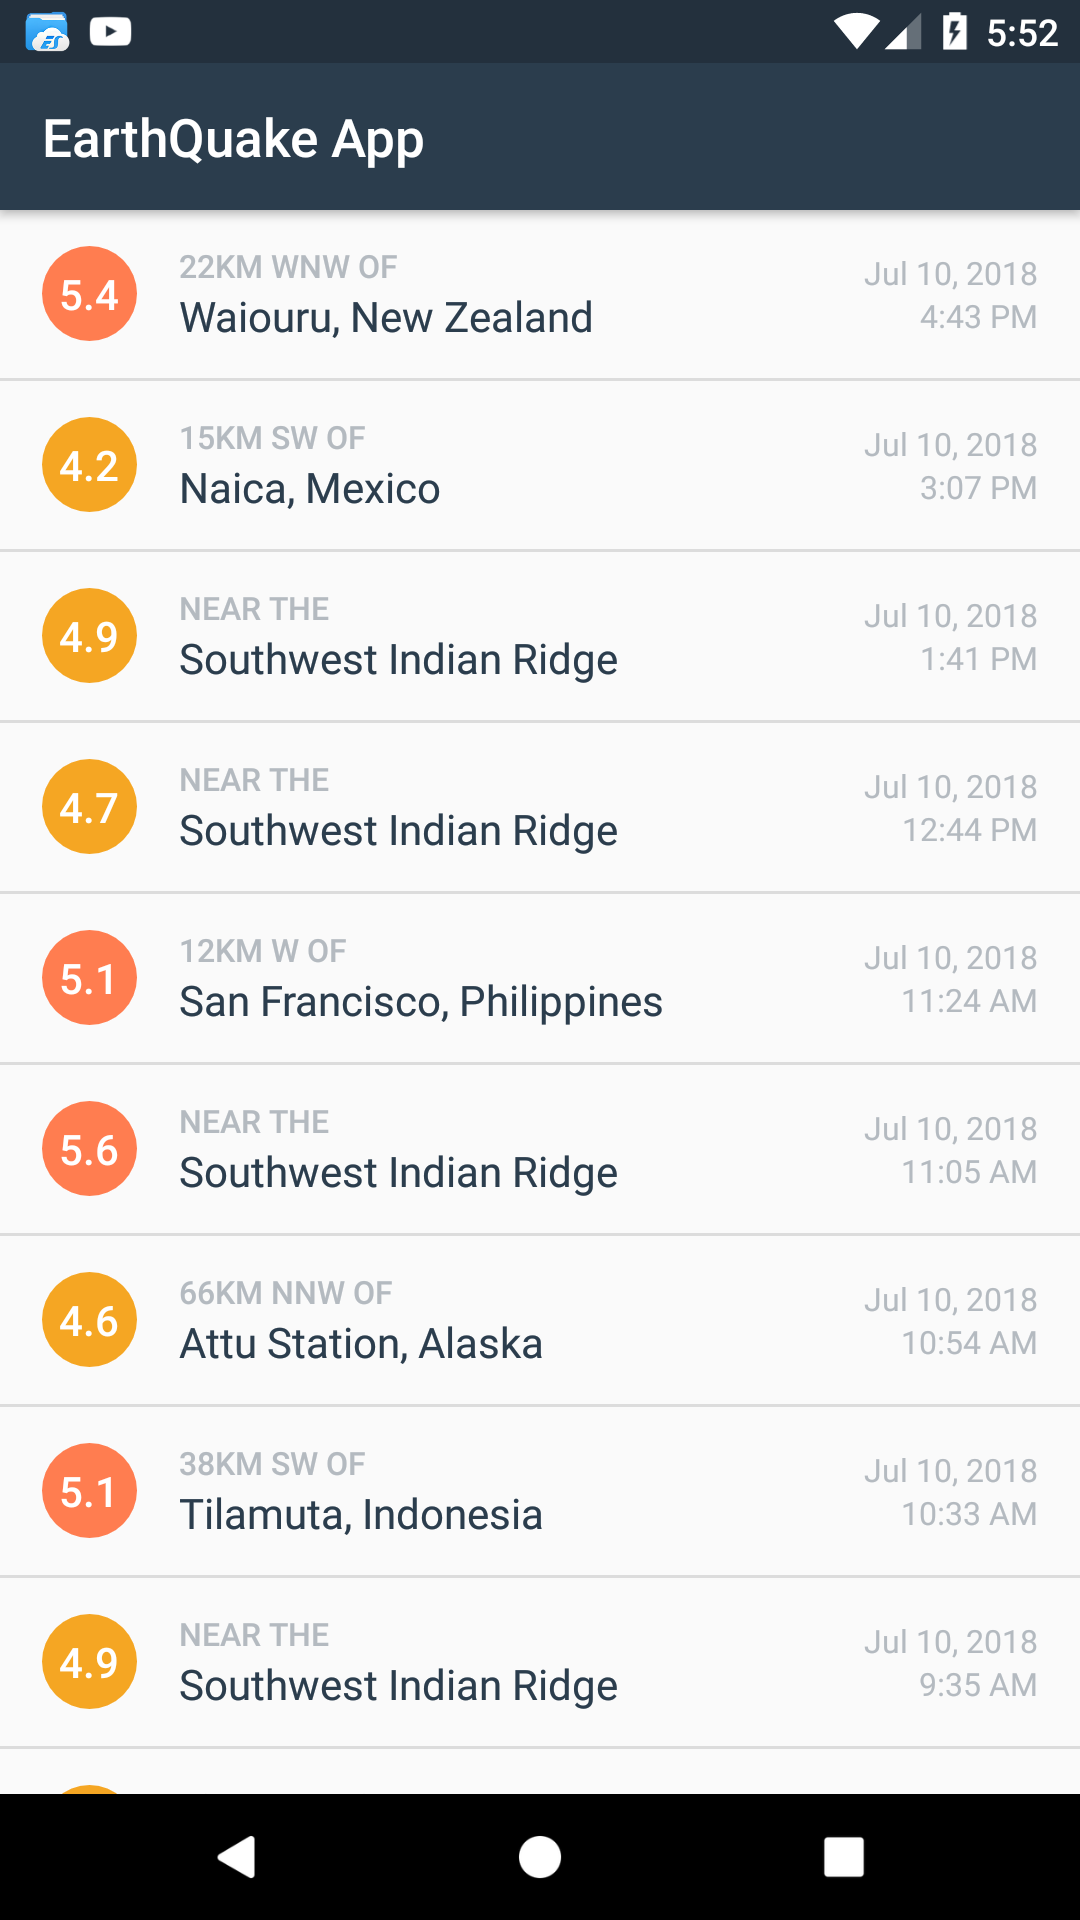 ES
5:52
EarthQuake App
5.4
22KM WNW OF
Waiouru, New Zealand
Jul 10, 2018
4:43 PM
4.2
15KM SW OF
Naica, Mexico
Jul 10, 2018
3:07 PM
4.9
NEAR THE
Southwest Indian Ridge
Jul 10, 2018
1:41 PM
4.7
NEAR THE
Southwest Indian Ridge
Jul 10, 2018
12:44 PM
5.1
12KM W OF
San Francisco, Philippines
Jul 10, 2018
11:24 AM
5.6
NEAR THE
Southwest Indian Ridge
Jul 10, 2018
11:05 AM
4.6
66KM NNW OF
Attu Station, Alaska
Jul 10, 2018
10:54 AM
5.1
38KM SW OF
Tilamuta, Indonesia
Jul 10, 2018
10:33 AM
4.9
NEAR THE
Southwest Indian Ridge
Jul 10, 2018
9:35 AM